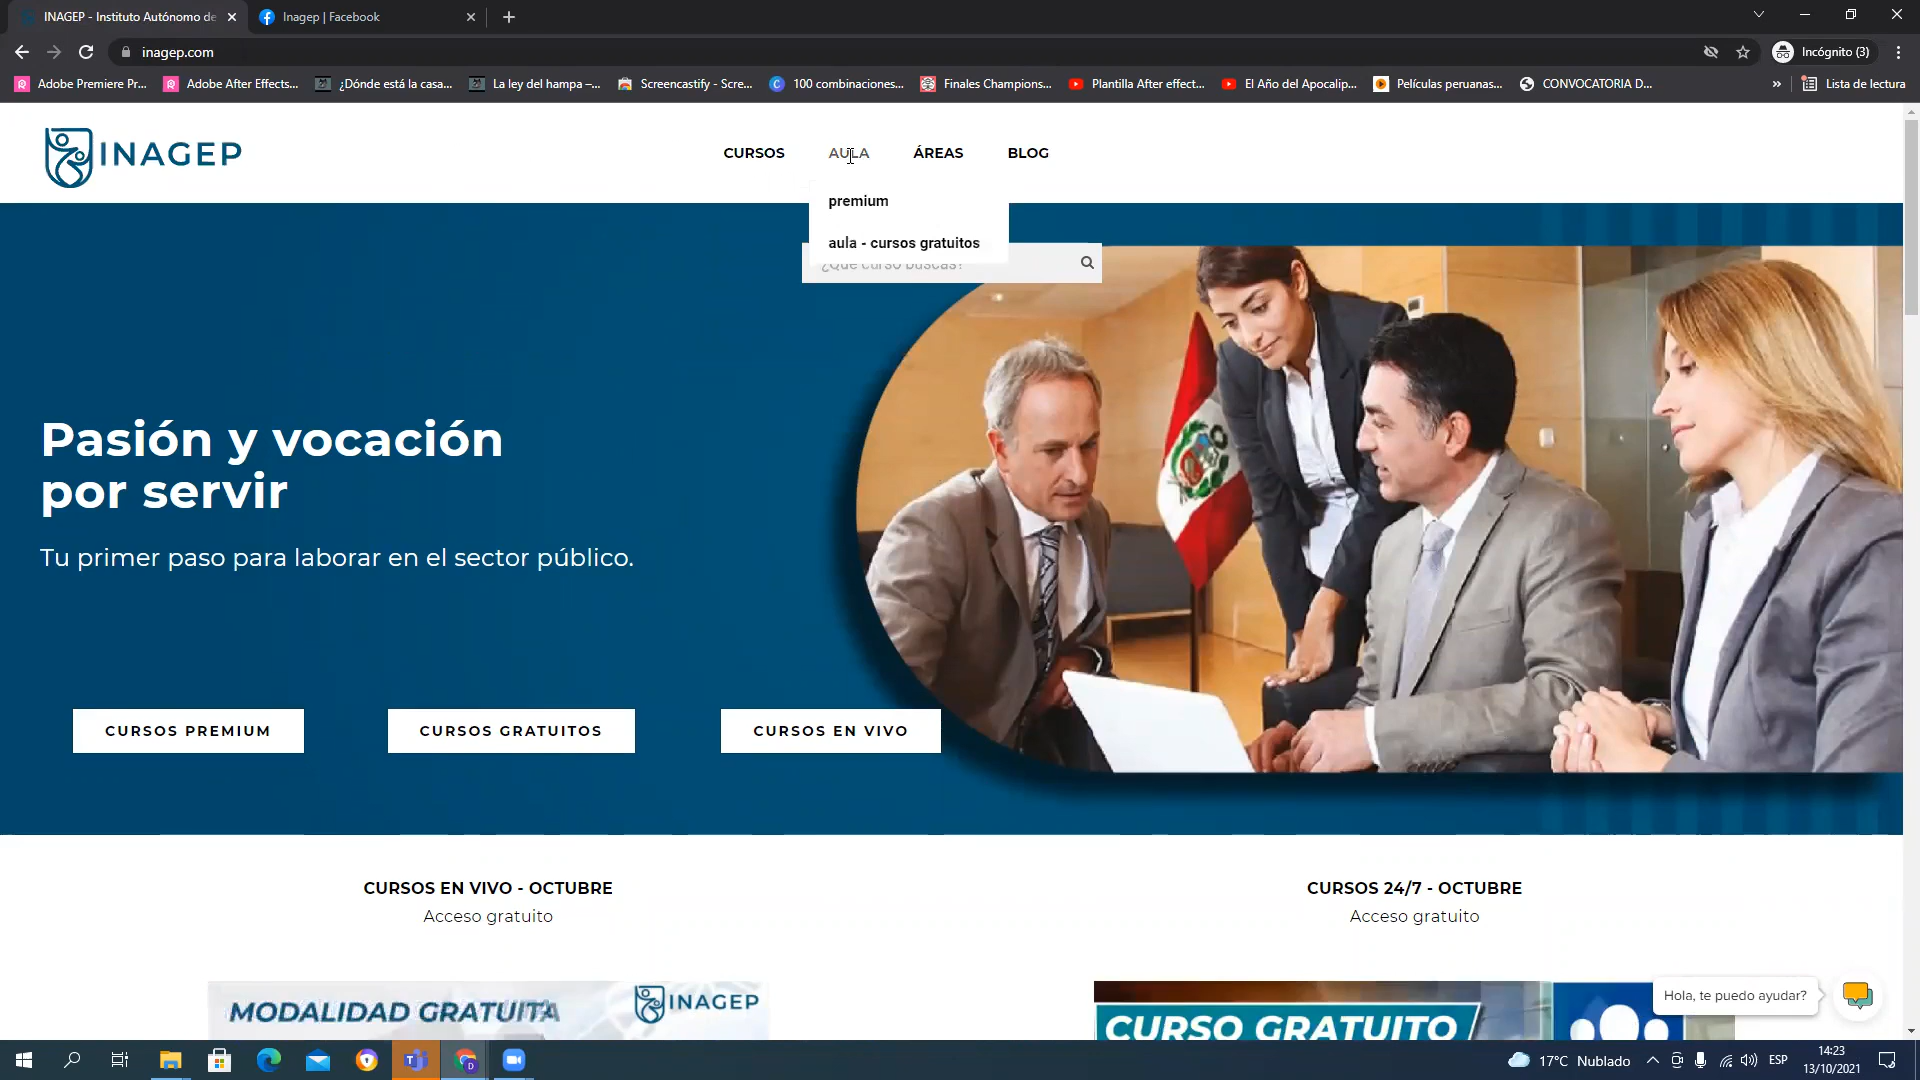 INAGEP - Instituto Autónomo de
Inagep | Facebook
inagep.com
Incógnito (3)
Adobe Premiere Pr...
Adobe After Effects...
¿Dónde está la casa...
La ley del hampa –...
Screencastify - Scre...
100 combinaciones...
Finales Champions...
Plantilla After effect...
El Año del Apocalip...
Películas peruanas...
CONVOCATORIA D...
»
Lista de lectura
INAGEP
CURSOS
AULA
ÁREAS
BLOG
premium
aula - cursos gratuitos
¿Qué curso buscas?
Pasión y vocación
por servir
Tu primer paso para laborar en el sector público.
CURSOS PREMIUM
CURSOS GRATUITOS
CURSOS EN VIVO
CURSOS EN VIVO - OCTUBRE
Acceso gratuito
CURSOS 24/7 - OCTUBRE
Acceso gratuito
MODALIDAD GRATUITA
INAGEP
CURSO GRATUITO
Hola, te puedo ayudar?
17°C Nublado
ESP
14:23
13/10/2021